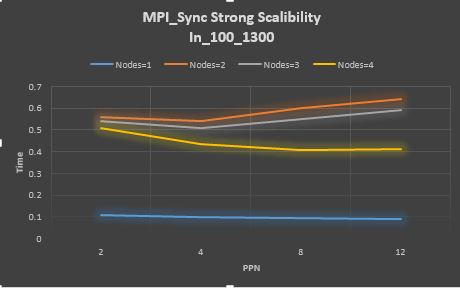 MPI_Sync Strong Scalibility
In_100_1300
Nodes=1 Nodes=2 Nodes=3 Nodes=4
0.7
0.6
0.5
0.4
0.3
0.2
0.1
0
Time
2 4 8 12
PPN